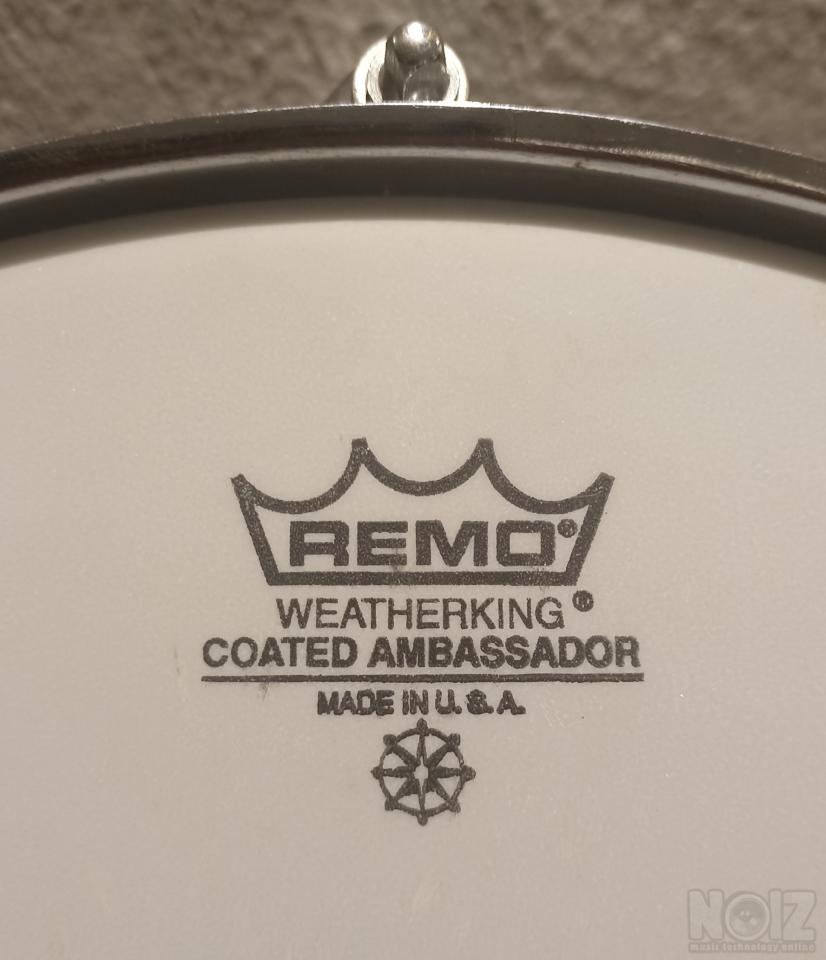 REMO®
WEATHERKING®
COATED AMBASSADOR
MADE IN U.S.A.
NOIZ
music technology online